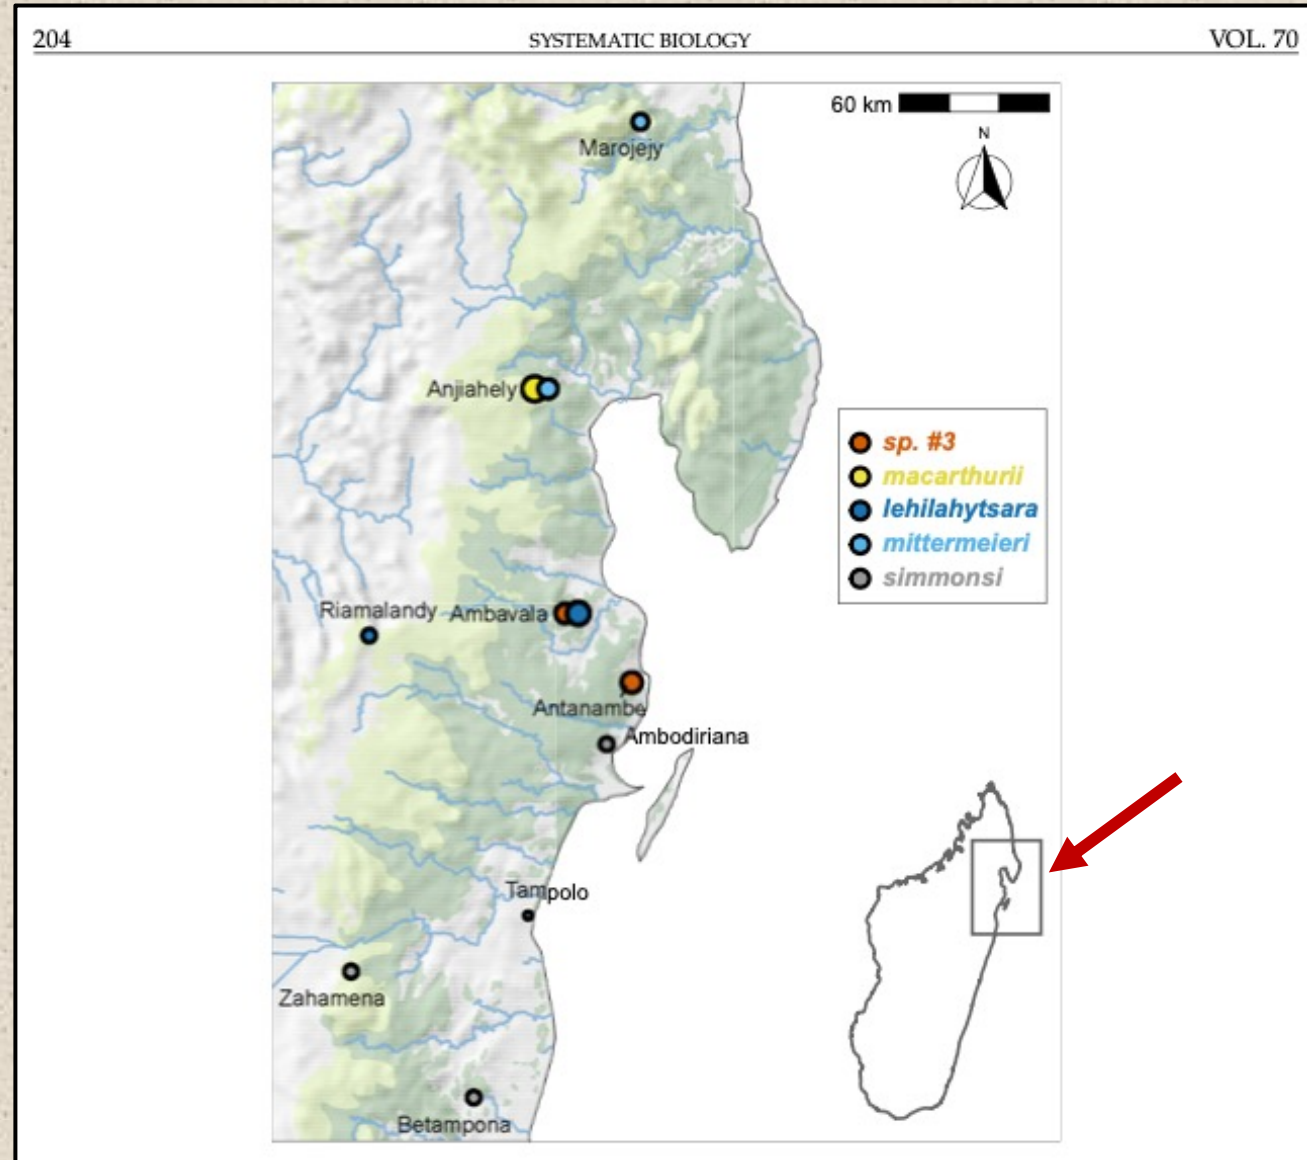 204 SYSTEMATIC BIOLOGY VOL. 70
60 km
N
Marojejy
Anjiahely
sp. #3
macarthurii
lehilahytsara
mittermeieri
simmonsi
Riamalandy Ambavala
Antanambe
Ambodiriana
Tampolo
Zahamena
Betampona